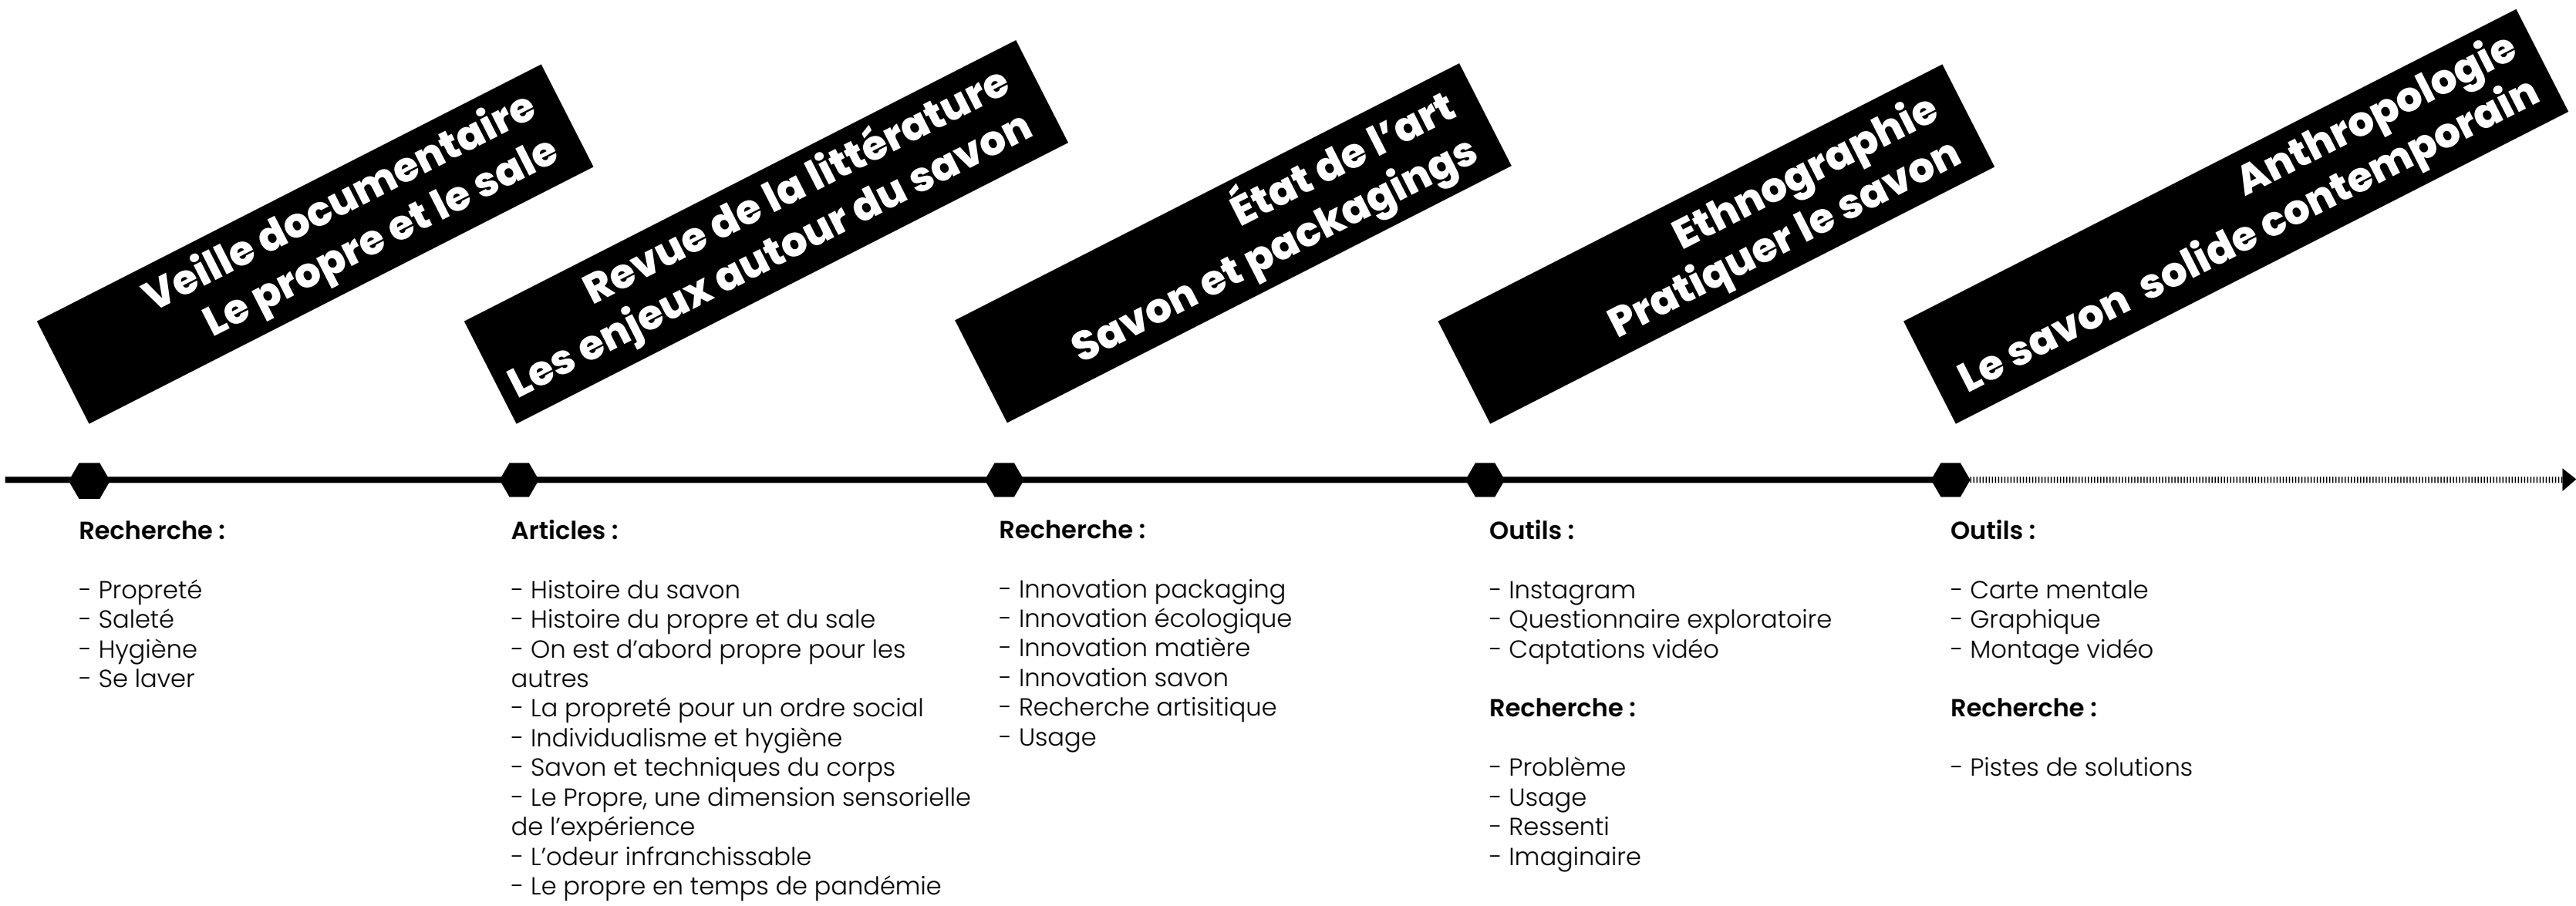 Veille documentaire
Le propre et le sale
Revue de la littérature
Les enjeux autour du savon
État de l’art
Savon et packagings
Ethnographie
Pratiquer le savon
Anthropologie
Le savon solide contemporain
Recherche :
- Propreté
- Saleté
- Hygiène
- Se laver
Articles :
- Histoire du savon
- Histoire du propre et du sale
- On est d’abord propre pour les
autres
- La propreté pour un ordre social
- Individualisme et hygiène
- Savon et techniques du corps
- Le Propre, une dimension sensorielle
de l’expérience
- L’odeur infranchissable
- Le propre en temps de pandémie
Recherche :
- Innovation packaging
- Innovation écologique
- Innovation matière
- Innovation savon
- Recherche artisitique
- Usage
Outils :
- Instagram
- Questionnaire exploratoire
- Captations vidéo
Recherche :
- Problème
- Usage
- Ressenti
- Imaginaire
Outils :
- Carte mentale
- Graphique
- Montage vidéo
Recherche :
- Pistes de solutions